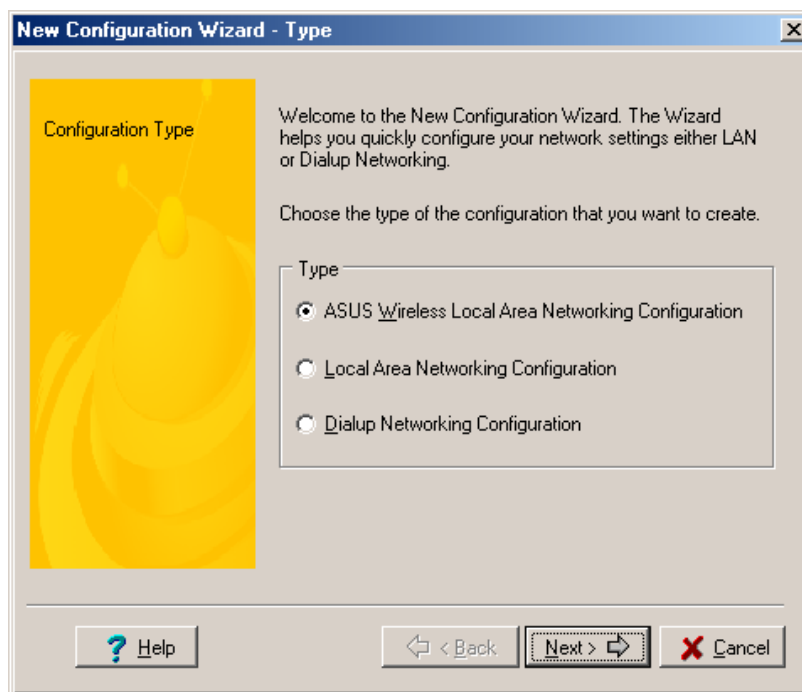 New Configuration Wizard - Type
Configuration Type
Welcome to the New Configuration Wizard. The Wizard
helps you quickly configure your network settings either LAN
or Dialup Networking.
Choose the type of the configuration that you want to create.
Type
ASUS Wireless Local Area Networking Configuration
Local Area Networking Configuration
Dialup Networking Configuration
Help
< Back
Next >
Cancel